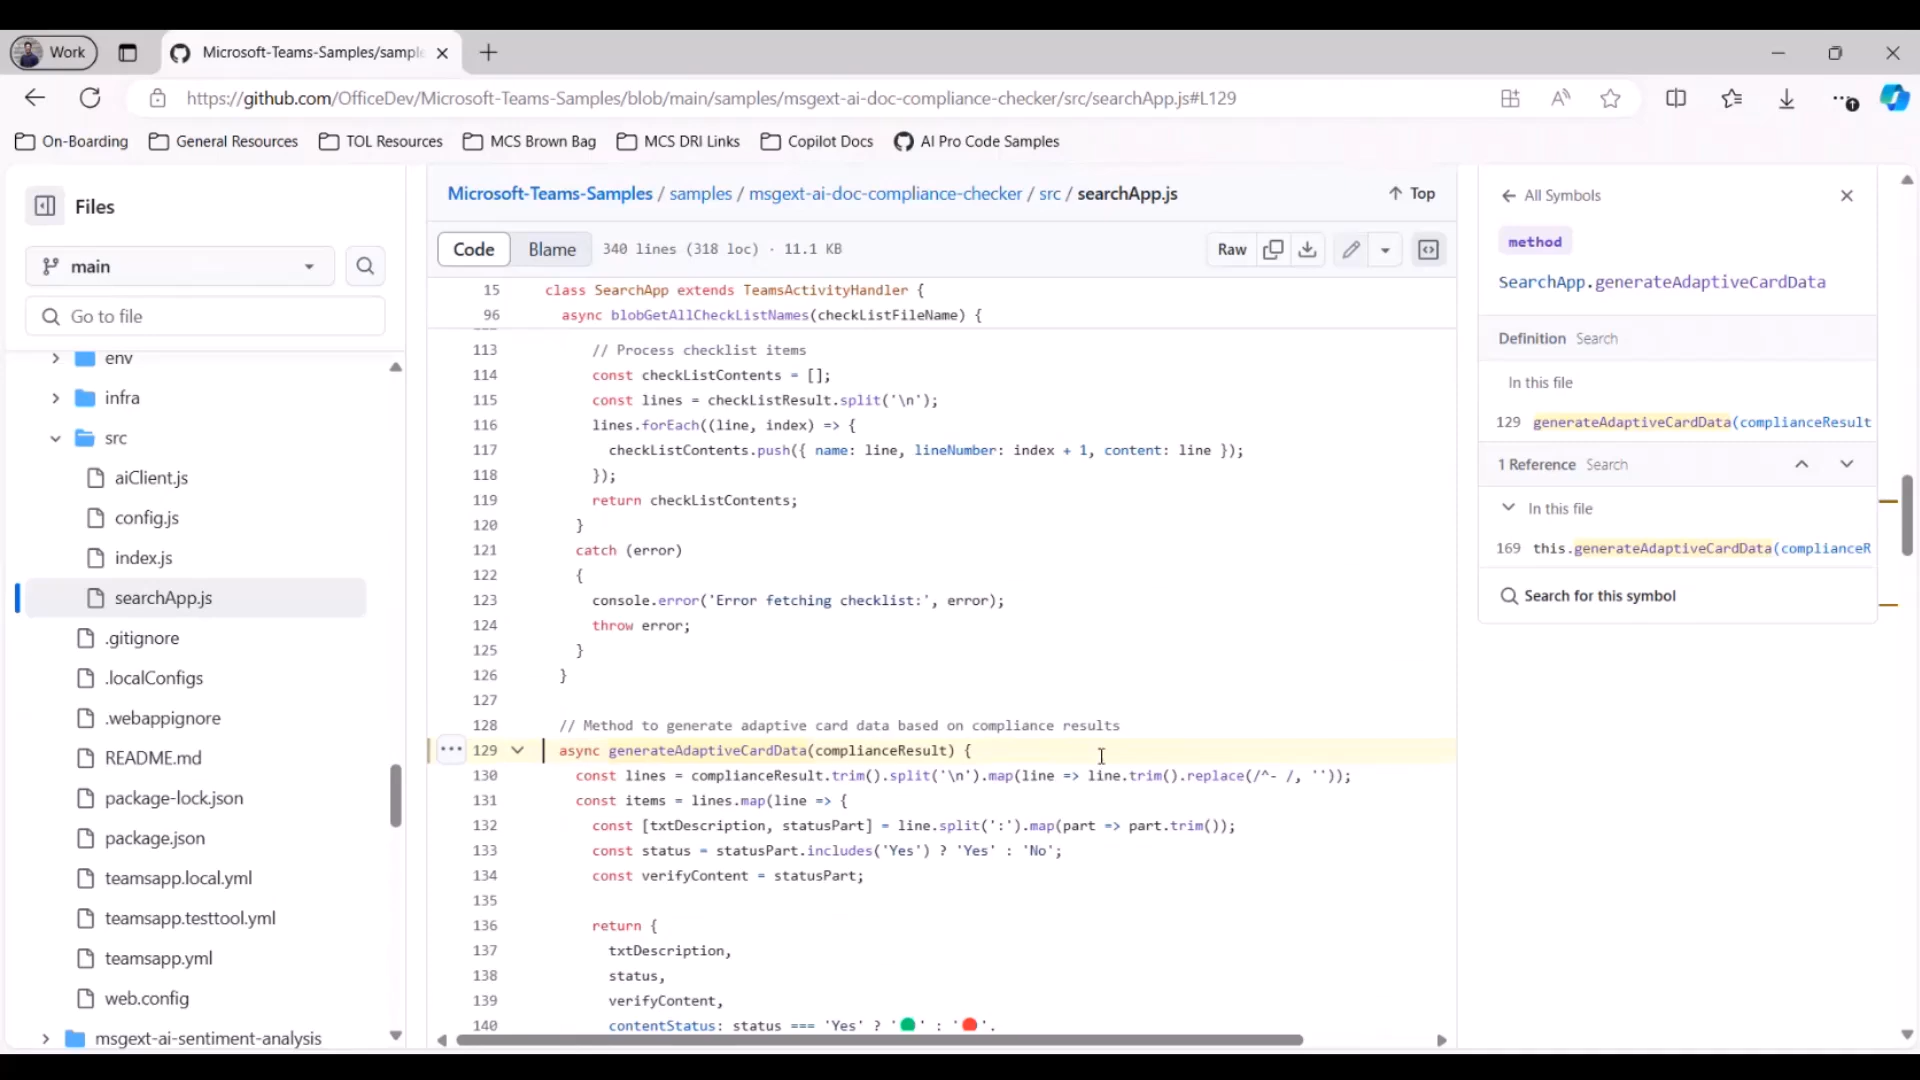 Work
Microsoft-Teams-Samples/sampl
https://github.com/OfficeDev/Microsoft-Teams-Samples/blob/main/samples/msgext-ai-doc-compliance-checker/src/searchApp.js#L129
On-Boarding
General Resources
TOL Resources
MCS Brown Bag
MCS DRI Links
Copilot Docs
AI Pro Code Samples
Files
main
Go to file
env
infra
src
aiClient.js
config.js
index.js
searchApp.js
.gitignore
.localConfigs
.webappignore
README.md
package-lock.json
package.json
teamsapp.local.yml
teamsapp.testtool.yml
teamsapp.yml
web.config
msgext-ai-sentiment-analysis
Microsoft-Teams-Samples / samples / msgext-ai-doc-compliance-checker / src / searchApp.js
Top
Code Blame 340 lines (318 loc) · 11.1 KB
Raw
15 class SearchApp extends TeamsActivityHandler {
96 async blobGetAllCheckListNames(checkListFileName) {
113 // Process checklist items
114 const checkListContents = [];
115 const lines = checkListResult.split('\n');
116 lines.forEach((line, index) => {
117 checkListContents.push({ name: line, lineNumber: index + 1, content: line });
118 });
119 return checkListContents;
120 }
121 catch (error)
122 {
123 console.error('Error fetching checklist:', error);
124 throw error;
125 }
126 }
127
128 // Method to generate adaptive card data based on compliance results
129 async generateAdaptiveCardData(complianceResult) {
130 const lines = complianceResult.trim().split('\n').map(line => line.trim().replace(/^- /, ''));
131 const items = lines.map(line => {
132 const [txtDescription, statusPart] = line.split(':').map(part => part.trim());
133 const status = statusPart.includes('Yes') ? 'Yes' : 'No';
134 const verifyContent = statusPart;
135
136 return {
137 txtDescription,
138 status,
139 verifyContent,
140 contentStatus: status === 'Yes' ? '🟢' : '🔴',
All Symbols
method
SearchApp.generateAdaptiveCardData
Definition Search
In this file
129 generateAdaptiveCardData(complianceResult
1 Reference Search
In this file
169 this.generateAdaptiveCardData(complianceR
Search for this symbol